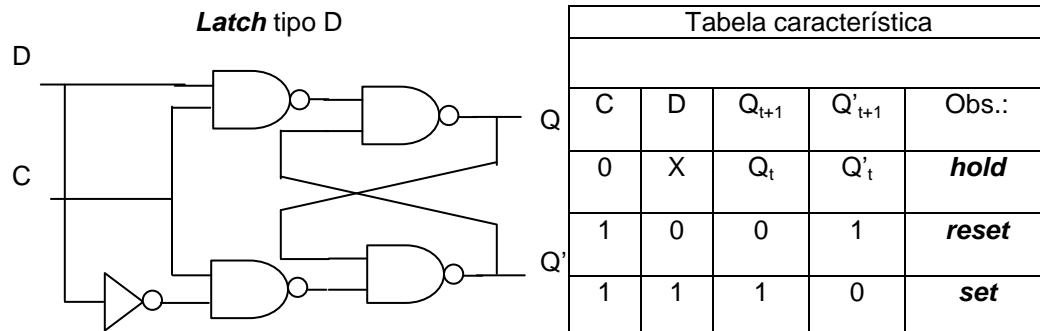 Latch tipo D
D
C
Q
Q'
Tabela característica
C D Qt+1 Q’t+1 Obs.:
0 X Qt Q’t hold
1 0 0 1 reset
1 1 1 0 set